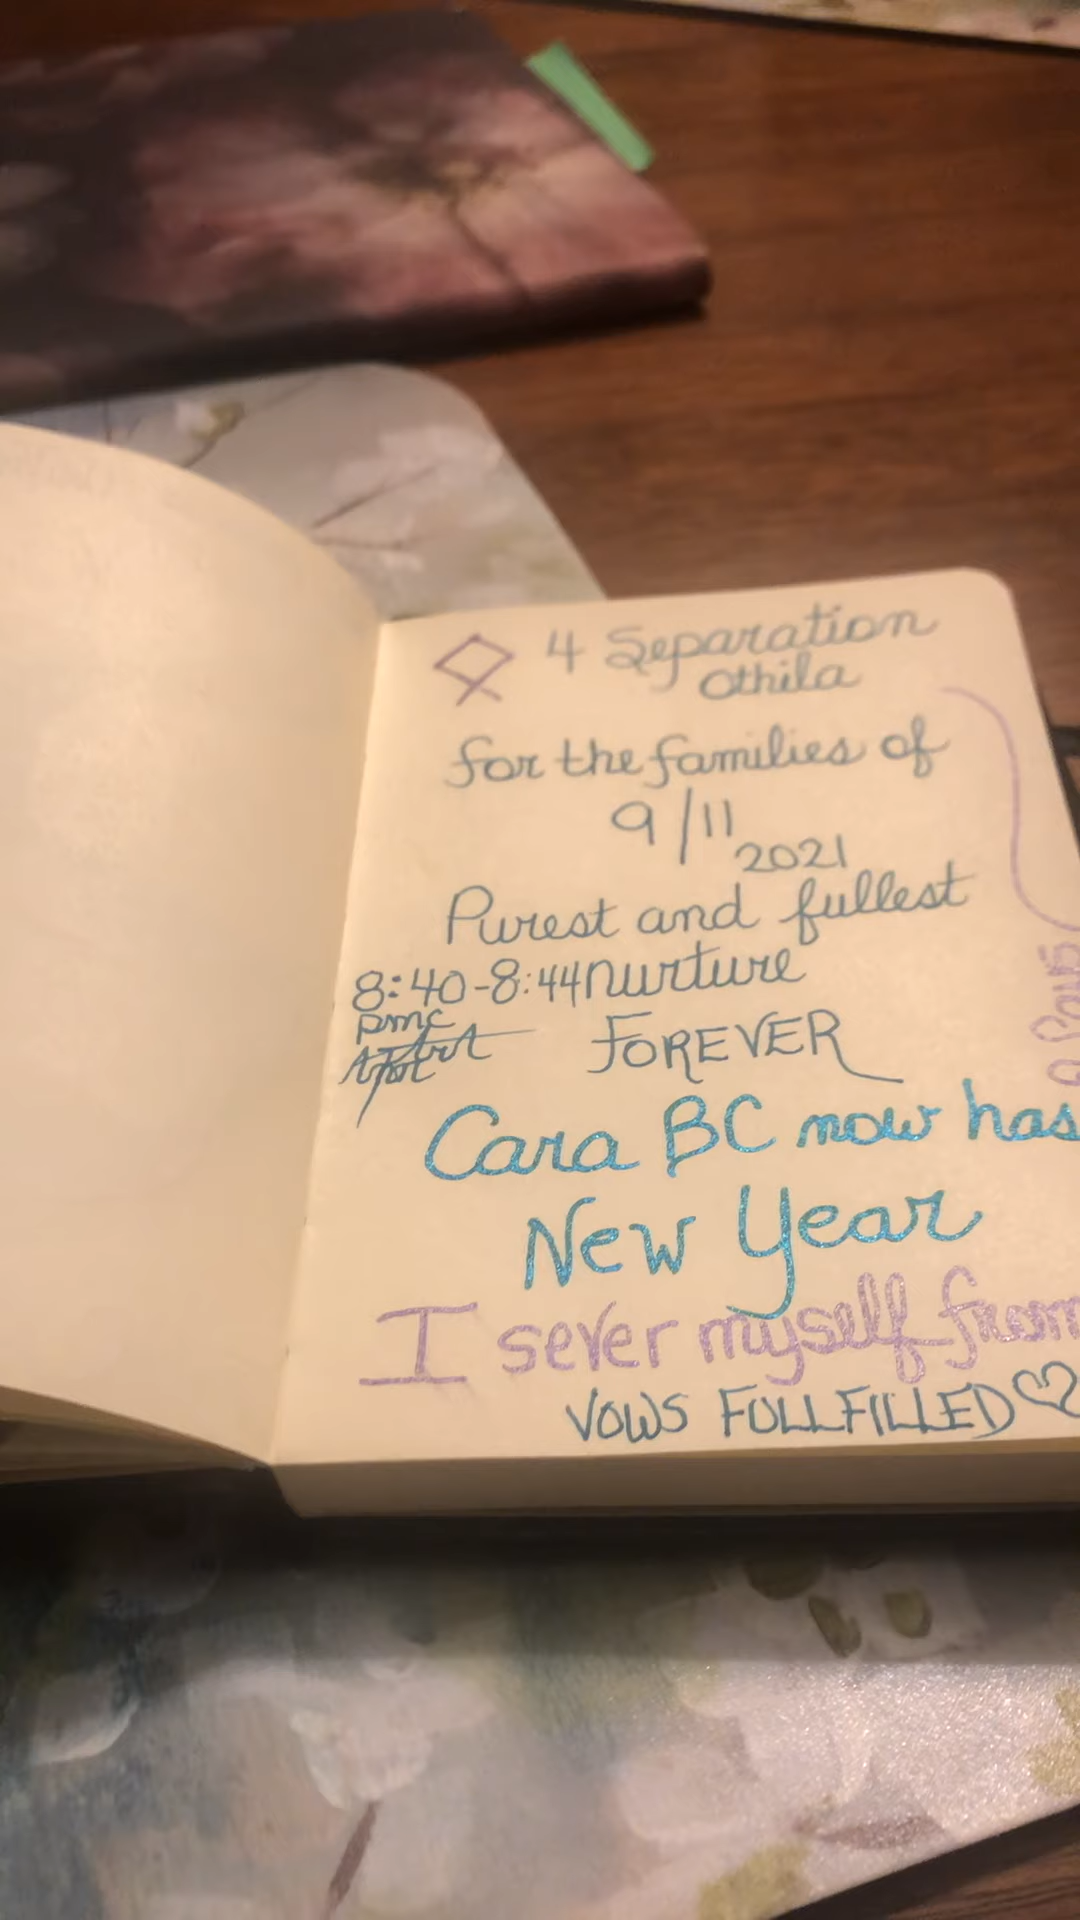 4 Separation
Othila
for the families of
9/11
2021
Purest and fullest
8:40-8:44 nurture
pmc
FOREVER
Cara BC now has
New Year
I sever myself from
VOWS FULLFILLED